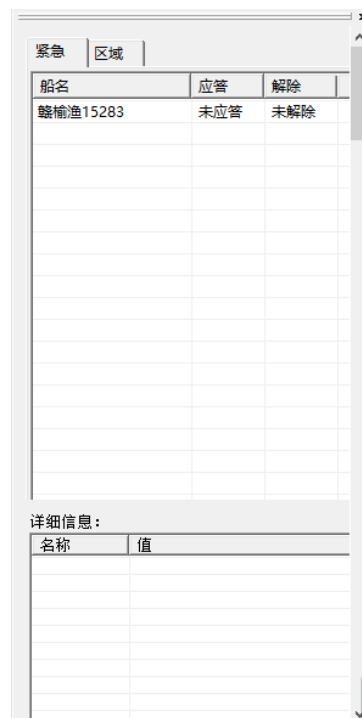 紧急 区域
船名 应答 解除
赣榆渔15283 未应答 未解除
详细信息：
名称 值